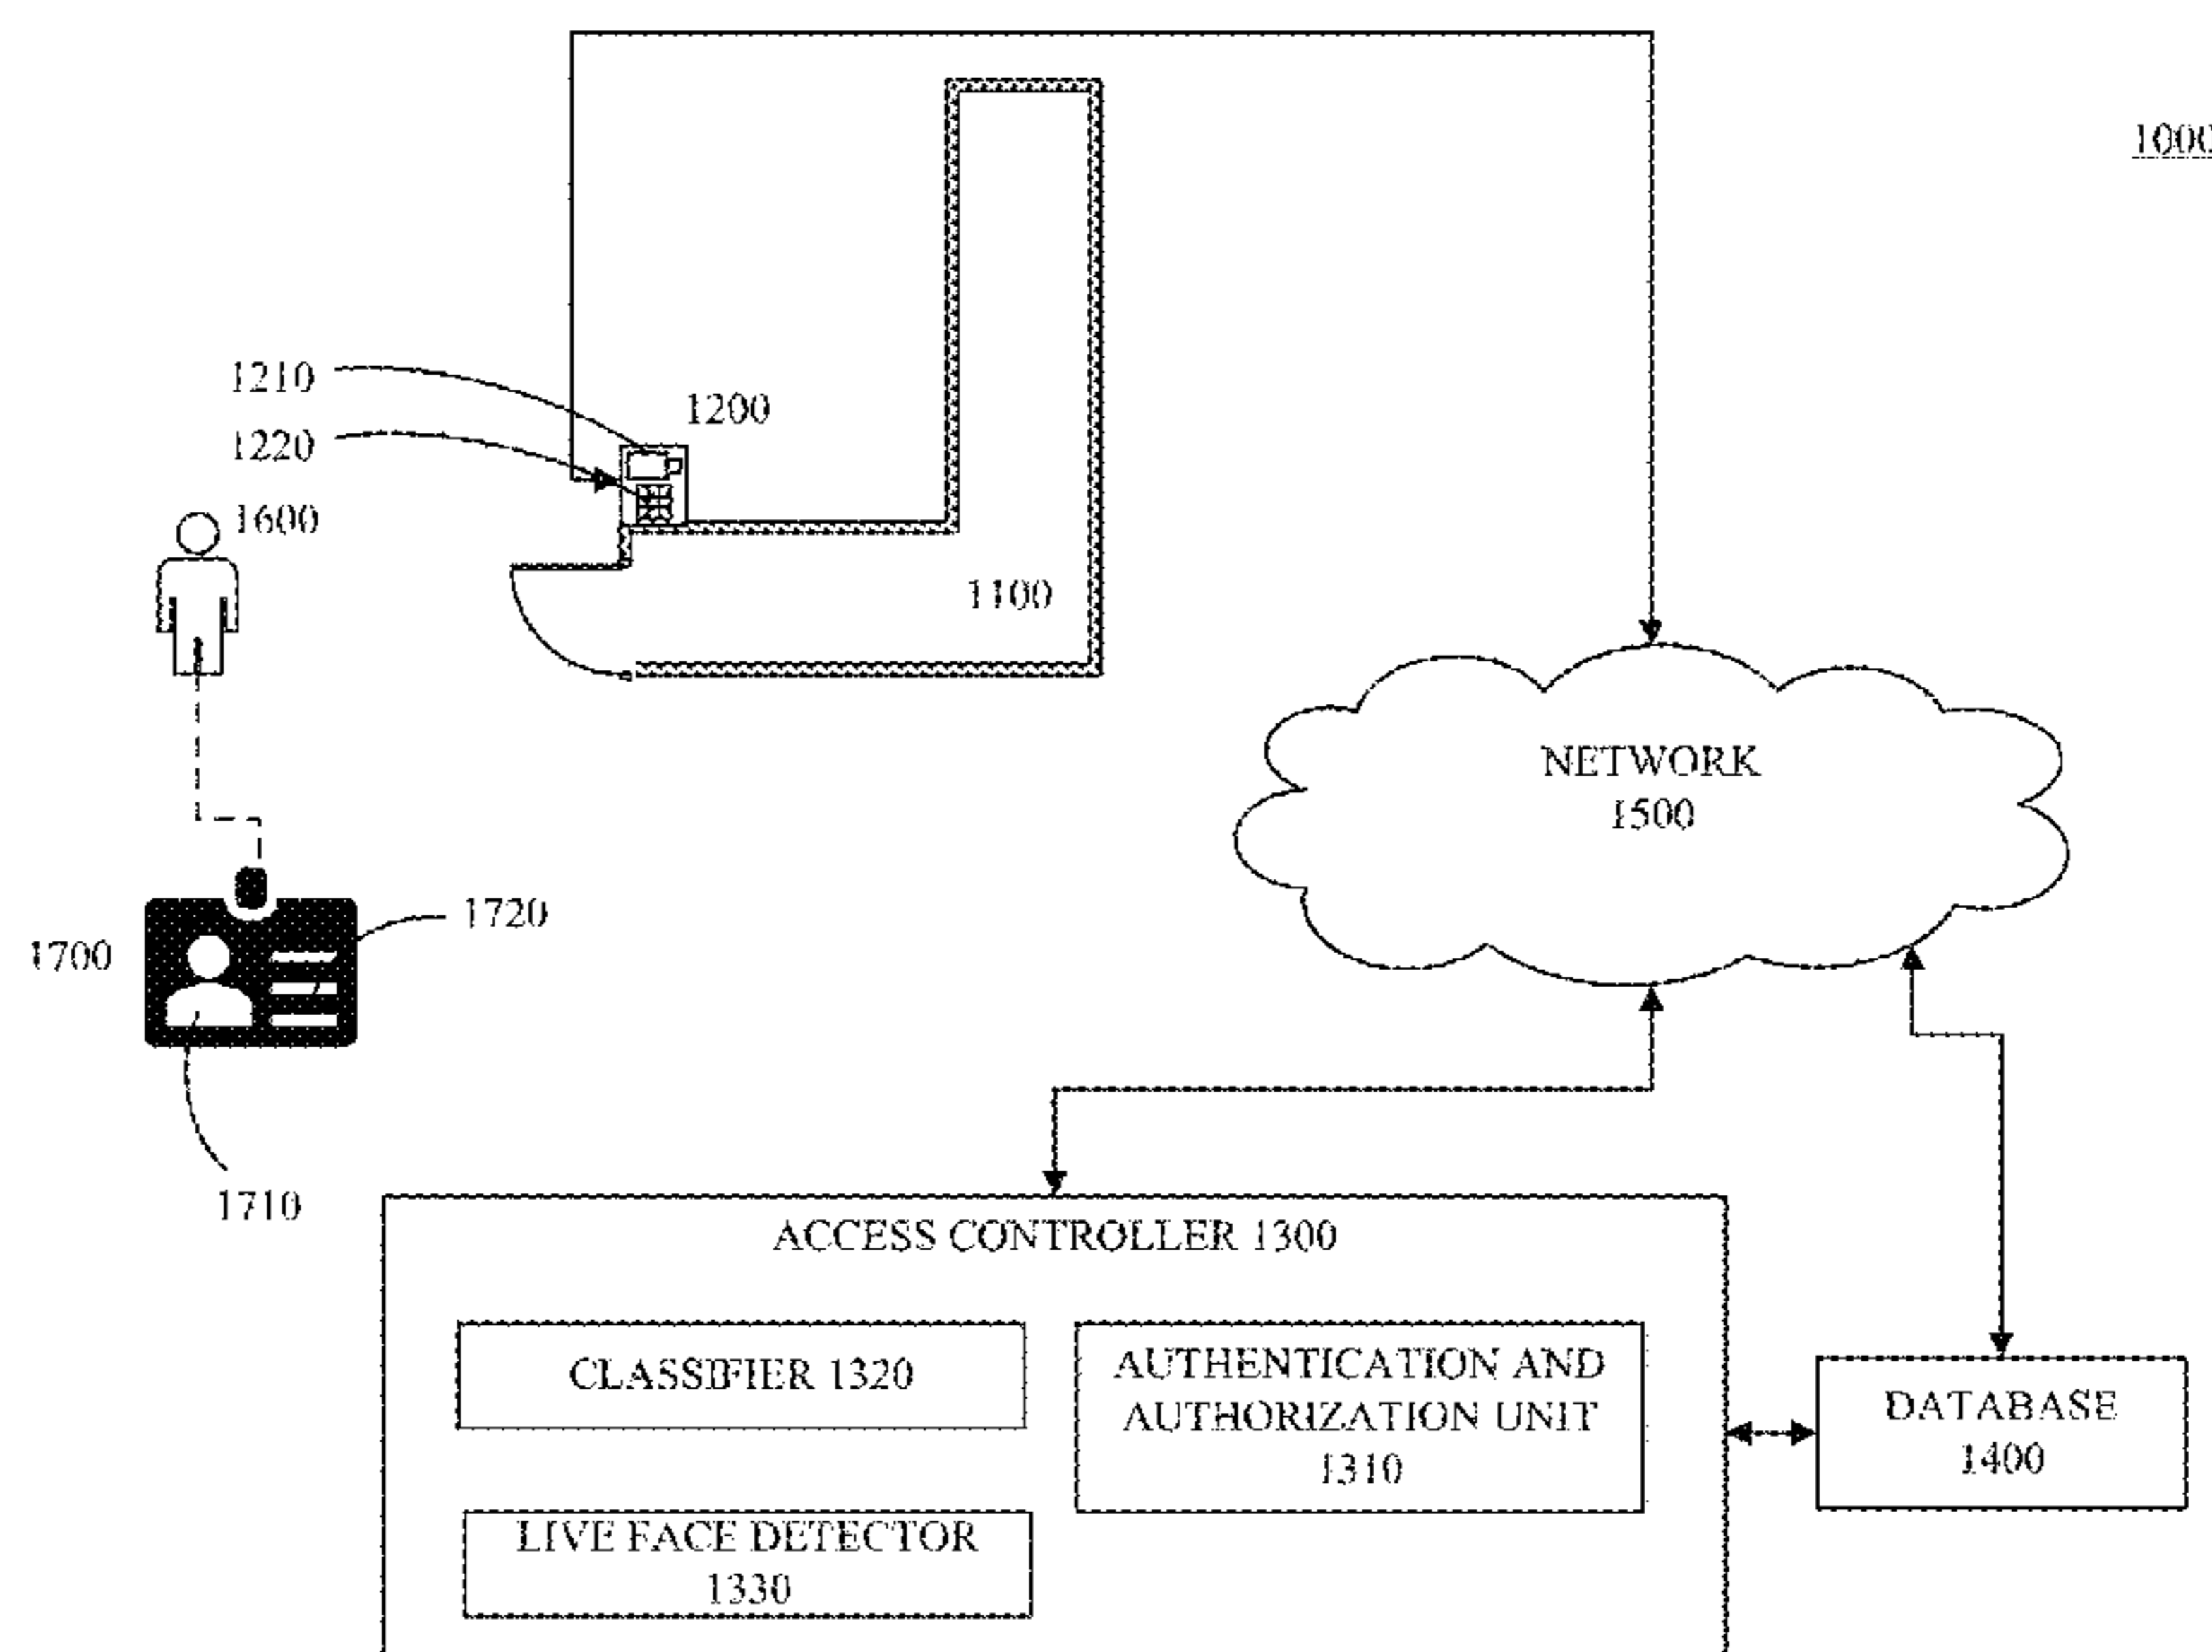 1000
1210
1200
1220
1600
1100
NETWORK
1500
1720
1700
1710
ACCESS CONTROLLER 1300
CLASSIFIER 1320
AUTHENTICATION AND
AUTHORIZATION UNIT
1310
DATABASE
1400
LIVE FACE DETECTOR
1330